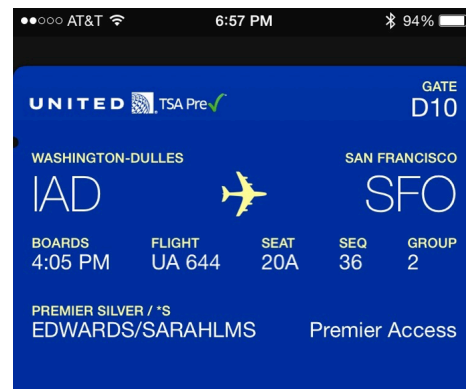 AT&T 6:57 PM 94%
UNITED TSA Pre✓ GATE
D10
WASHINGTON-DULLES SAN FRANCISCO
IAD SFO
BOARDS FLIGHT SEAT SEQ GROUP
4:05 PM UA 644 20A 36 2
PREMIER SILVER / *S
EDWARDS/SARAHLMS Premier Access